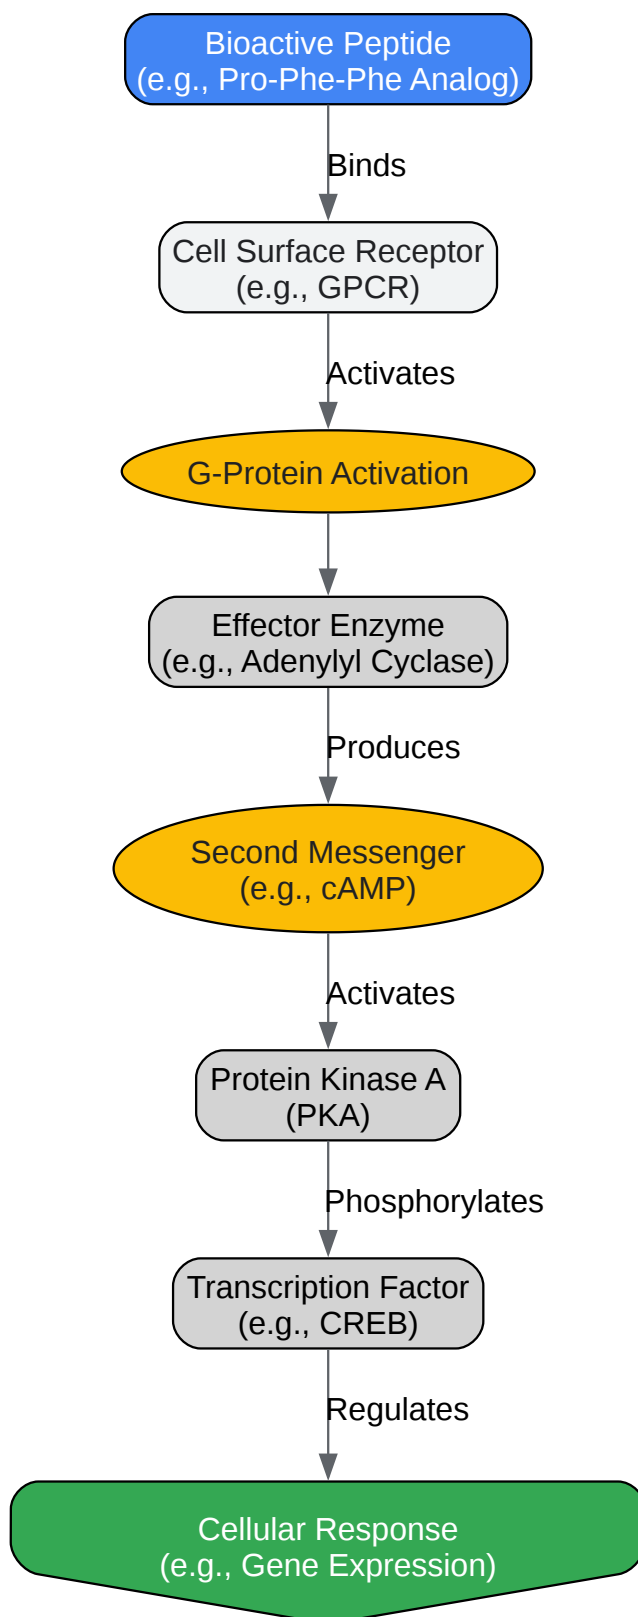 Bioactive Peptide
(e.g., Pro-Phe-Phe Analog)
Binds
Cell Surface Receptor
(e.g., GPCR)
Activates
G-Protein Activation
Effector Enzyme
(e.g., Adenylyl Cyclase)
Produces
Second Messenger
(e.g., cAMP)
Activates
Protein Kinase A
(PKA)
Phosphorylates
Transcription Factor
(e.g., CREB)
Regulates
Cellular Response
(e.g., Gene Expression)